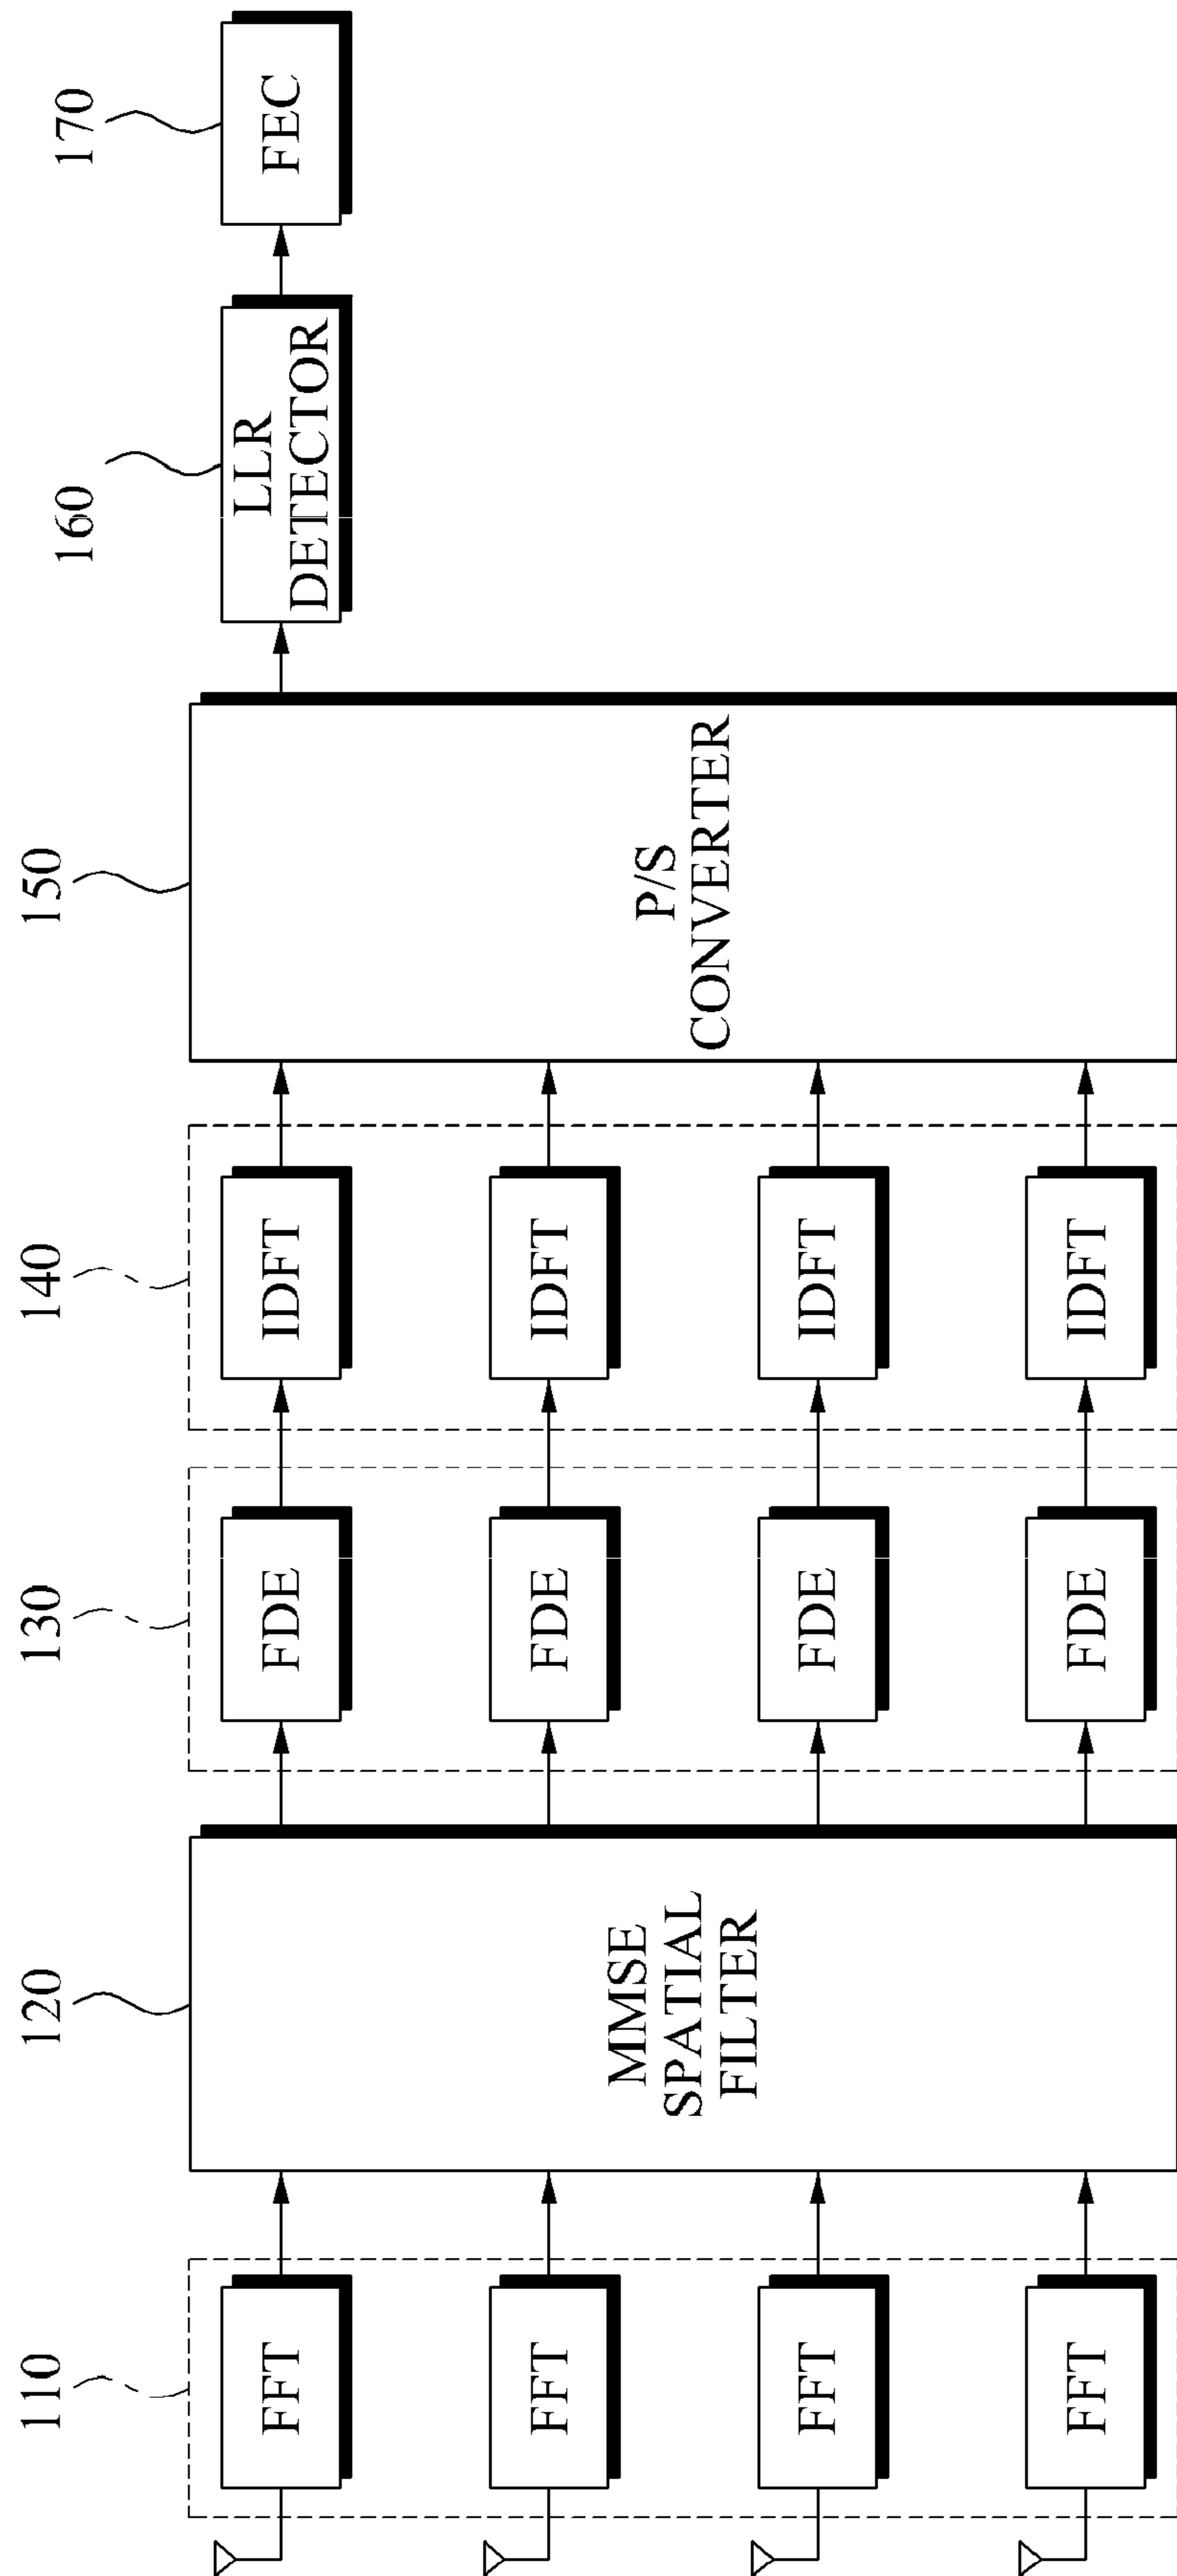 110
120
130
140
150
160
170
FFT
FFT
FFT
FFT
MMSE
SPATIAL
FILTER
FDE
FDE
FDE
FDE
IDFT
IDFT
IDFT
IDFT
P/S
CONVERTER
LLR
DETECTOR
FEC